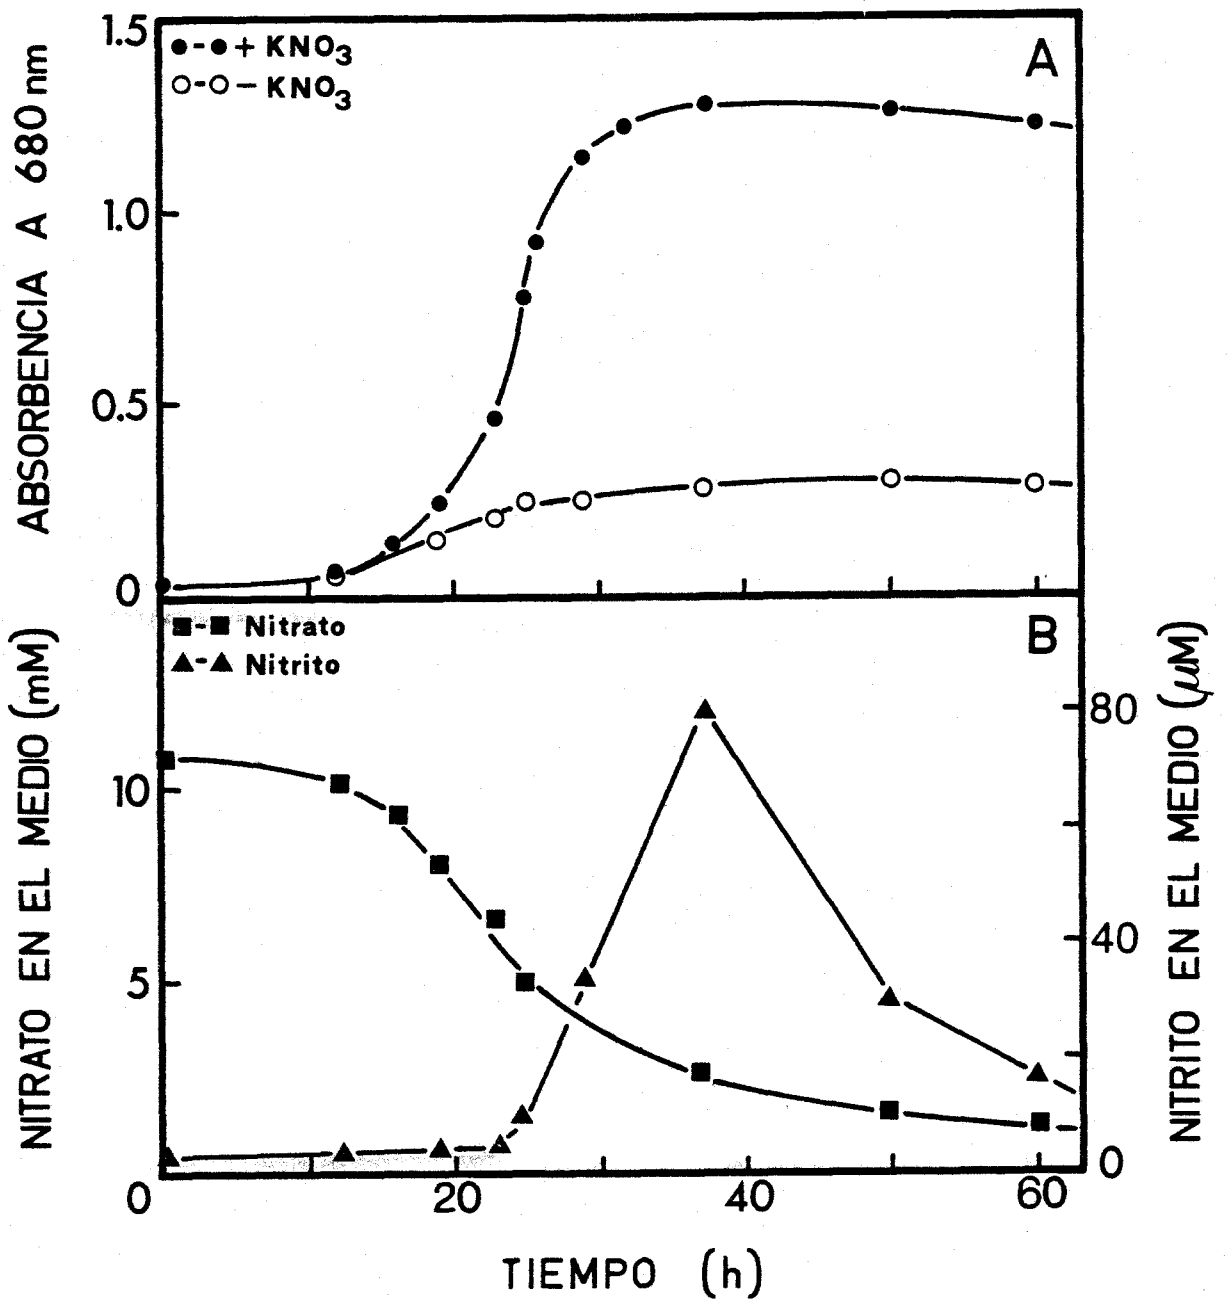 ABSORBENCIA A 680 nm
1.5
1.0
0.5
0
●-● + KNO₃
○-○ - KNO₃
A
NITRATO EN EL MEDIO (mM)
10
5
■-■ Nitrato
▲-▲ Nitrito
B
80
40
0
NITRITO EN EL MEDIO (μM)
0 20 40 60
TIEMPO (h)